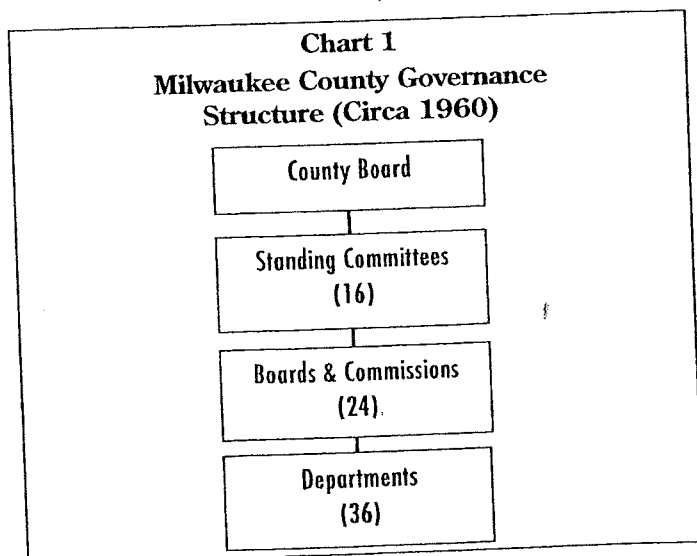 Chart 1
Milwaukee County Governance
Structure (Circa 1960)
County Board
Standing Committees
(16)
Boards & Commissions
(24)
Departments
(36)